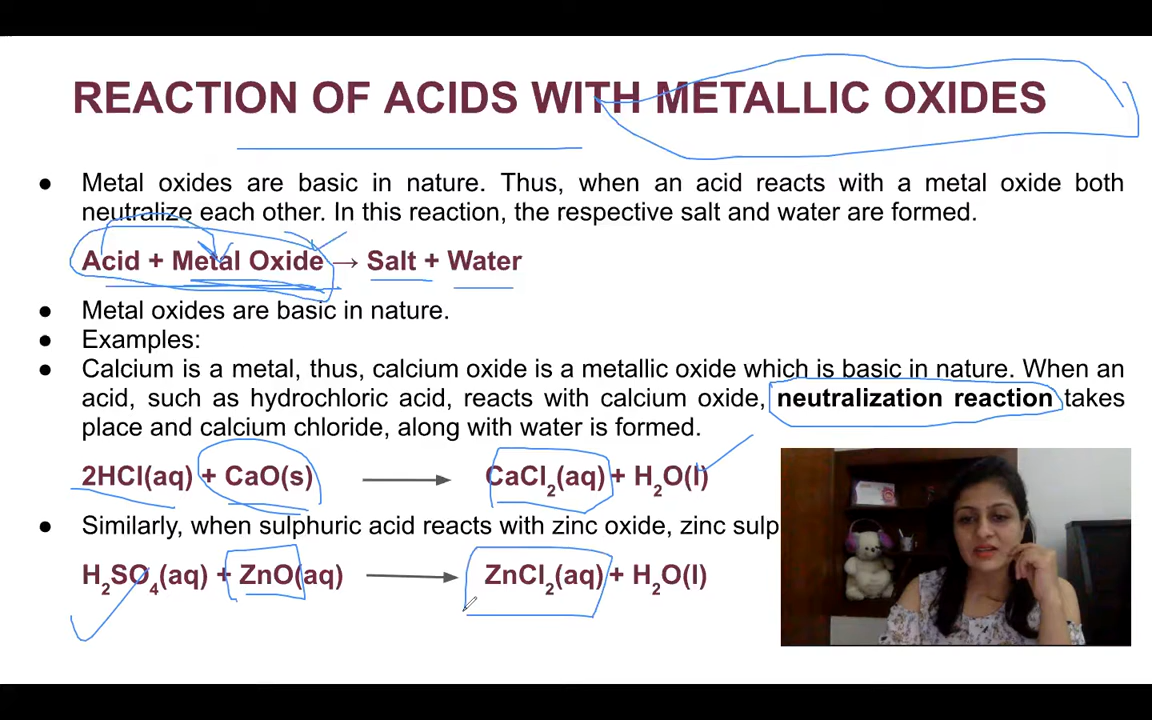 REACTION OF ACIDS WITH METALLIC OXIDES
● Metal oxides are basic in nature. Thus, when an acid reacts with a metal oxide both
neutralize each other. In this reaction, the respective salt and water are formed.
Acid + Metal Oxide → Salt + Water
● Metal oxides are basic in nature.
● Examples:
● Calcium is a metal, thus, calcium oxide is a metallic oxide which is basic in nature. When an
acid, such as hydrochloric acid, reacts with calcium oxide, neutralization reaction takes
place and calcium chloride, along with water is formed.
2HCl(aq) + CaO(s) ⟶ CaCl₂(aq) + H₂O(l)
● Similarly, when sulphuric acid reacts with zinc oxide, zinc sulp
H₂SO₄(aq) + ZnO(aq) ⟶ ZnCl₂(aq) + H₂O(l)